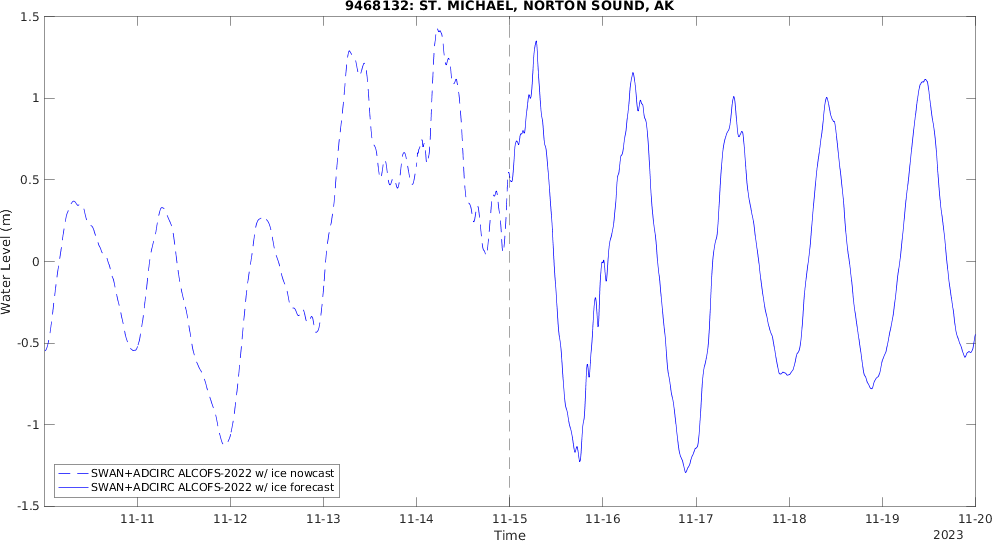 9468132: ST. MICHAEL, NORTON SOUND, AK
1.5
1
0.5
0
-0.5
-1
-1.5
Water Level (m)
SWAN+ADCIRC ALCOFS-2022 w/ ice nowcast
SWAN+ADCIRC ALCOFS-2022 w/ ice forecast
11-11 11-12 11-13 11-14 11-15 11-16 11-17 11-18 11-19 11-20
Time
2023